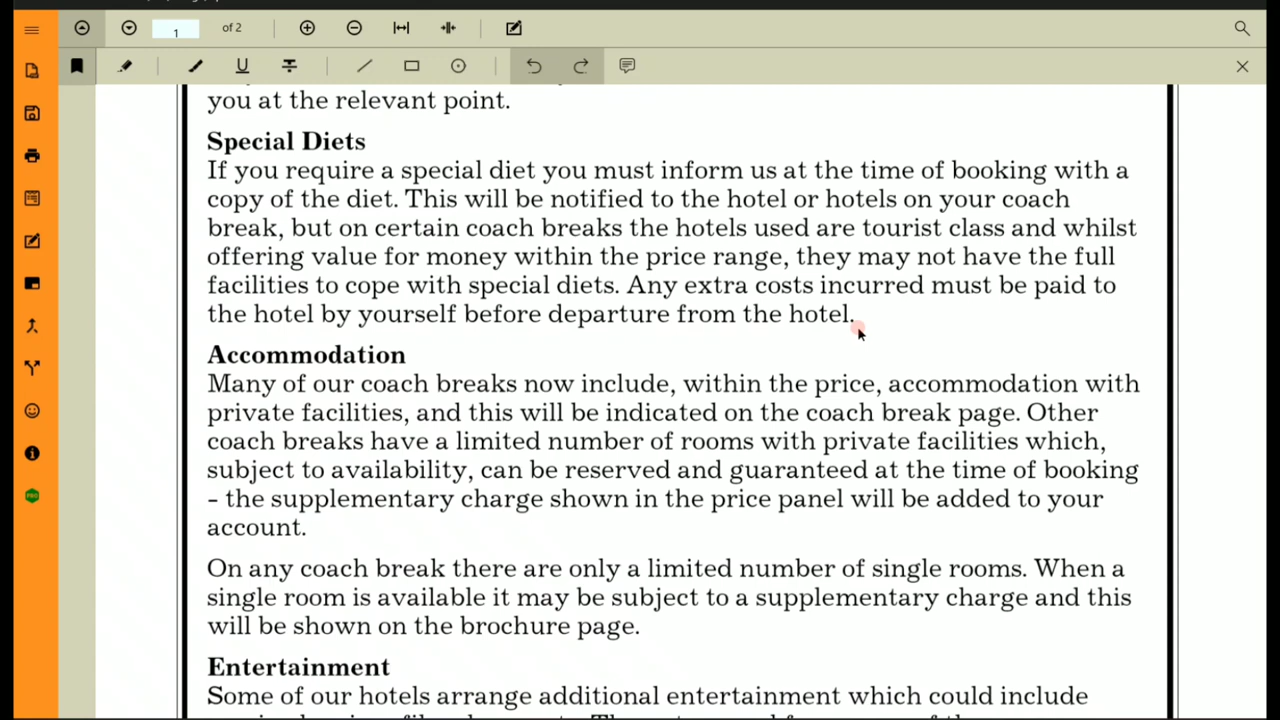 1 of 2
you at the relevant point.
Special Diets
If you require a special diet you must inform us at the time of booking with a
copy of the diet. This will be notified to the hotel or hotels on your coach
break, but on certain coach breaks the hotels used are tourist class and whilst
offering value for money within the price range, they may not have the full
facilities to cope with special diets. Any extra costs incurred must be paid to
the hotel by yourself before departure from the hotel.
Accommodation
Many of our coach breaks now include, within the price, accommodation with
private facilities, and this will be indicated on the coach break page. Other
coach breaks have a limited number of rooms with private facilities which,
subject to availability, can be reserved and guaranteed at the time of booking
– the supplementary charge shown in the price panel will be added to your
account.
On any coach break there are only a limited number of single rooms. When a
single room is available it may be subject to a supplementary charge and this
will be shown on the brochure page.
Entertainment
Some of our hotels arrange additional entertainment which could include